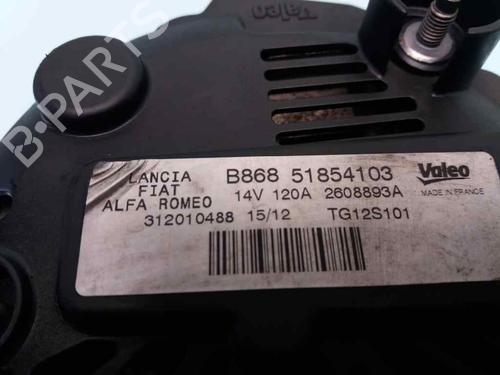 Valeo
B-PARTS
LANCIA
FIAT
ALFA ROMEO
B868 51854103
14V 120A 2608893A
312010488 15/12 TG12S101
Valeo
MADE IN FRANCE